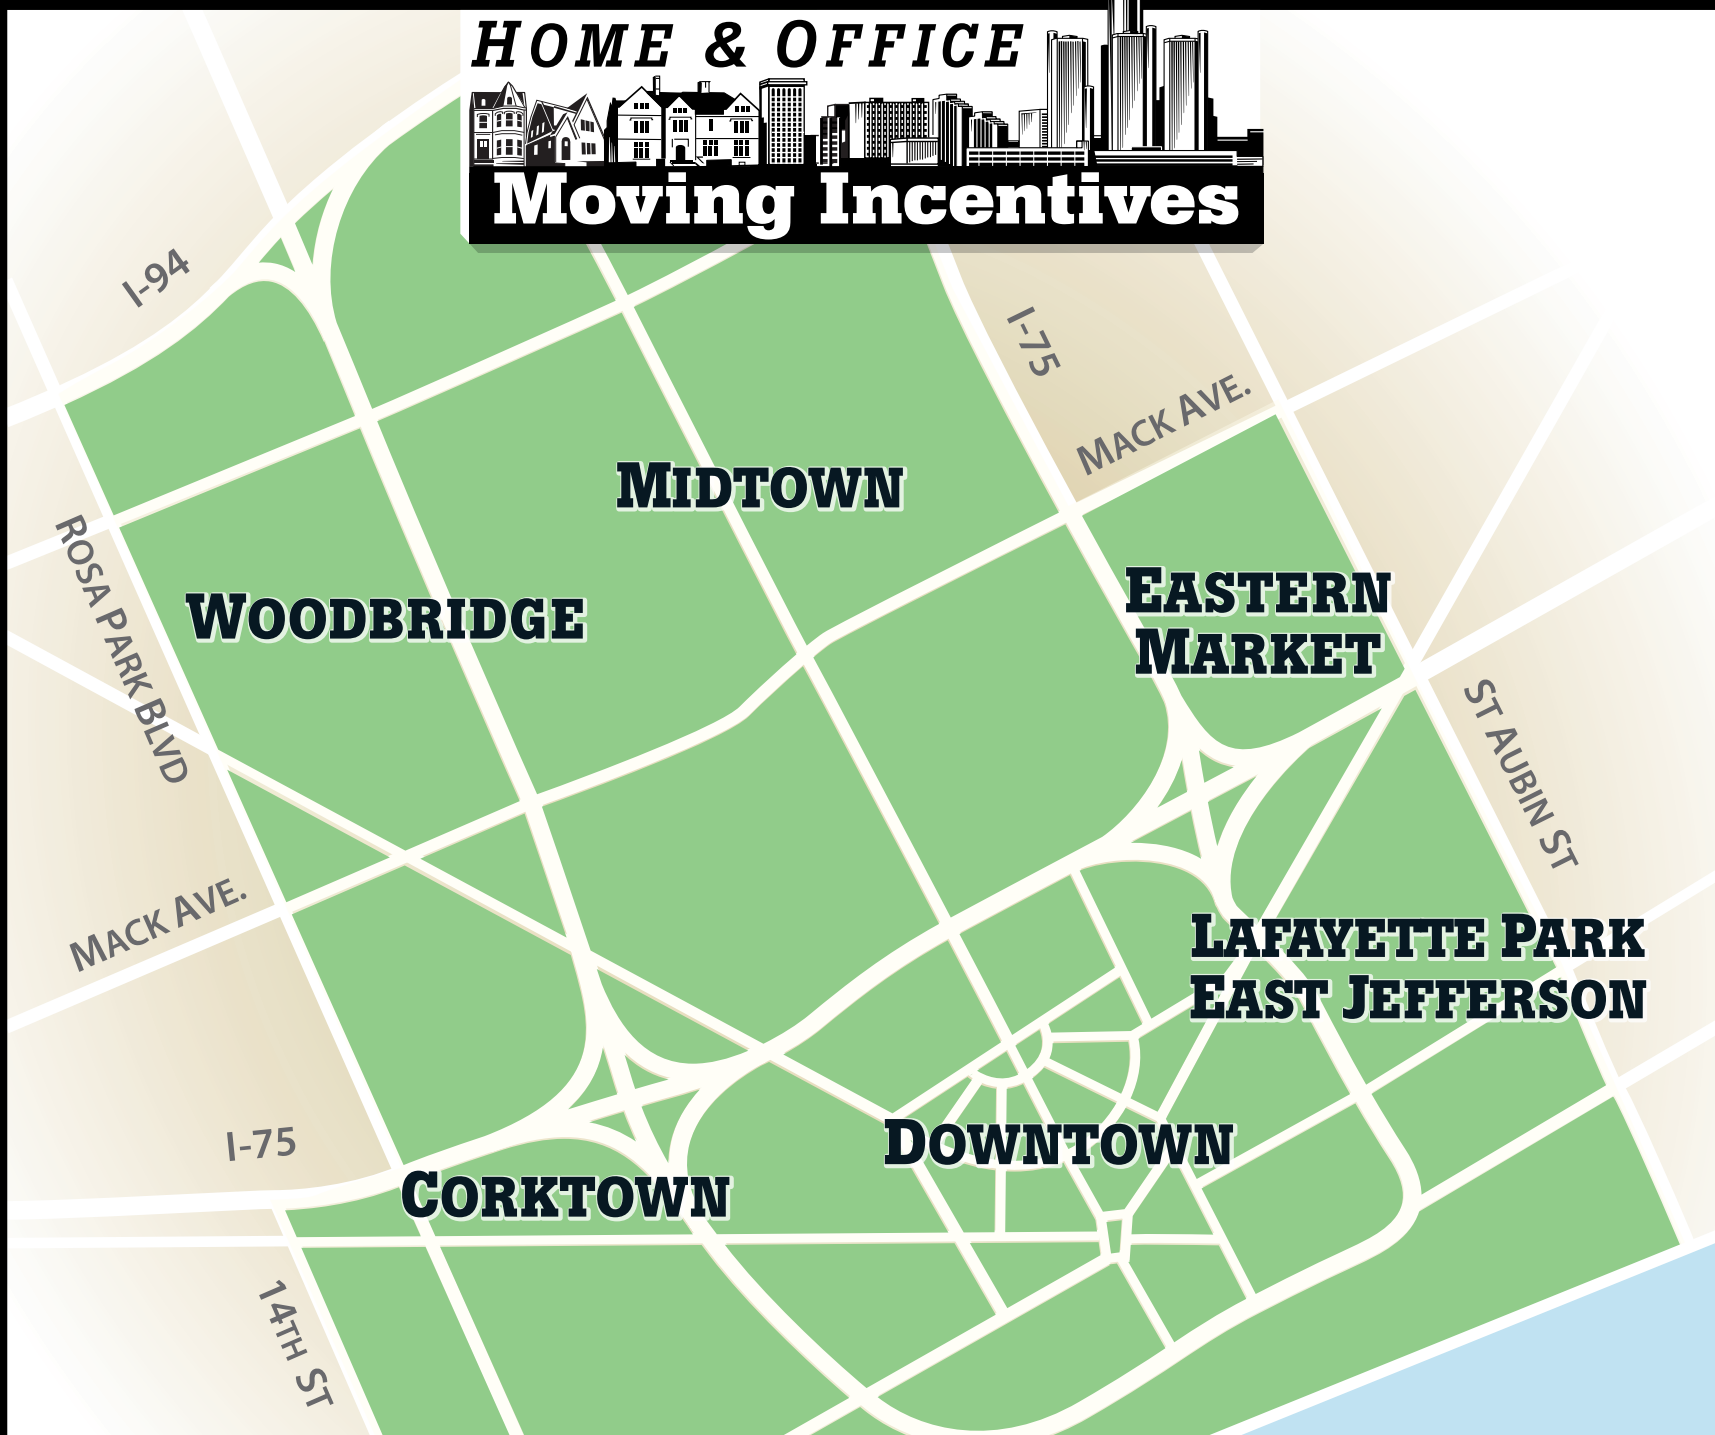 HOME & OFFICE
Moving Incentives
I-94
I-75
MACK AVE.
MIDTOWN
ROSA PARK BLVD
WOODBRIDGE
EASTERN
MARKET
ST AUBIN ST
MACK AVE.
LAFAYETTE PARK
EAST JEFFERSON
I-75
DOWNTOWN
CORKTOWN
14TH ST